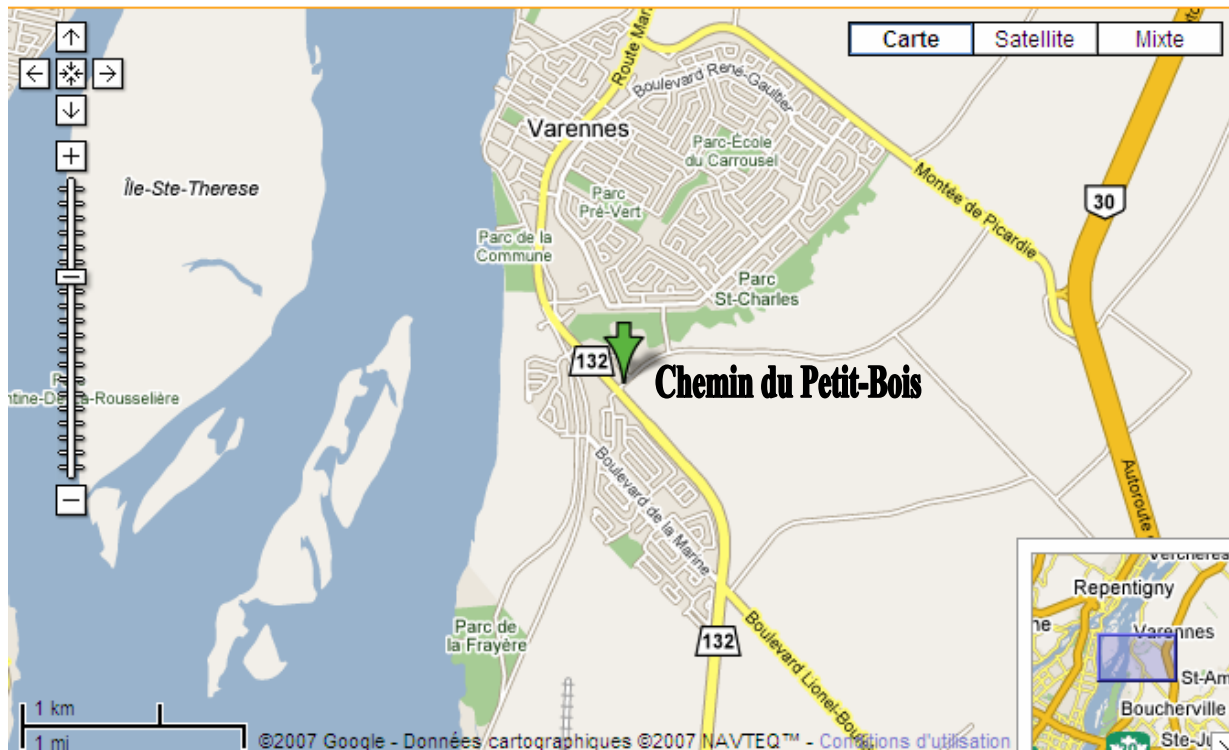 Carte
Satellite
Mixte
Route Mar
Boulevard René-Gaultier
Varennes
Parc-École
du Carrousel
Île-Ste-Therese
Parc
Pré-Vert
Montée de Picardie
30
Parc de la
Commune
Parc
St-Charles
132
Chemin du Petit-Bois
Boulevard de la Marine
Autoroute
Parc de
la Frayère
132
Boulevard Lionel-Bou
Repentigny
Varennes
St-Am
Boucherville
Ste-Ju
1 km
1 mi
©2007 Google - Données cartographiques ©2007 NAVTEQ™ - Conditions d'utilisation